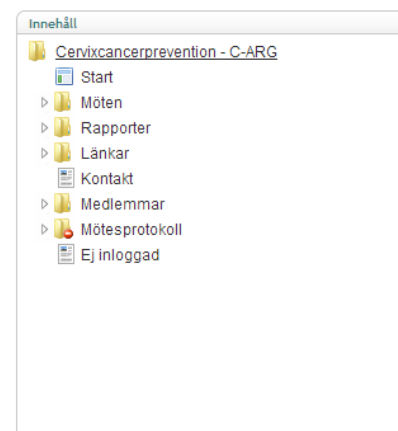 Innehåll
Cervixcancerprevention - C-ARG
Start
Möten
Rapporter
Länkar
Kontakt
Medlemmar
Mötesprotokoll
Ej inloggad